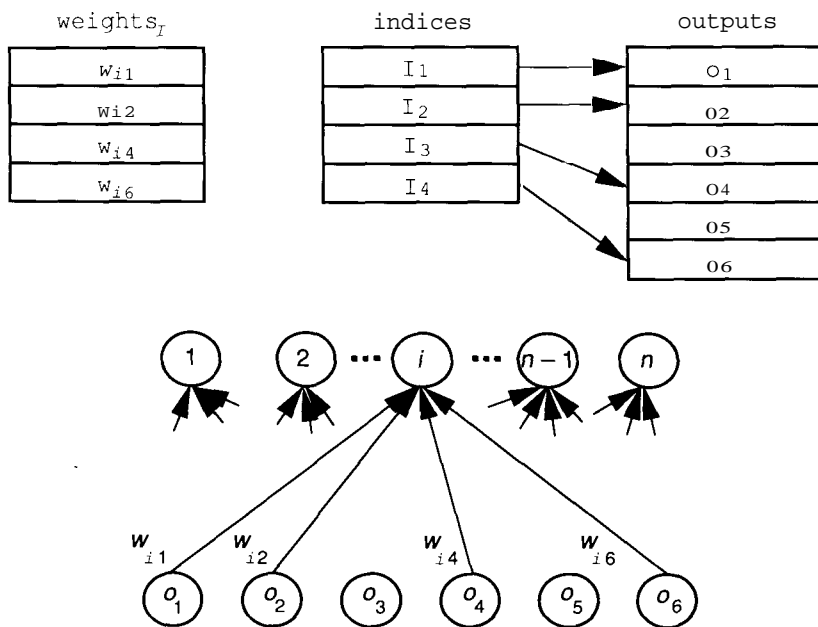 weights_I indices outputs
w_i1 I1 o1
wi2 I2 o2
w_i4 I3 o3
w_i6 I4 o4
o5
o6
1 2 ··· i ··· n−1 n
w_i1 w_i2 w_i4 w_i6
o_1 o_2 o_3 o_4 o_5 o_6